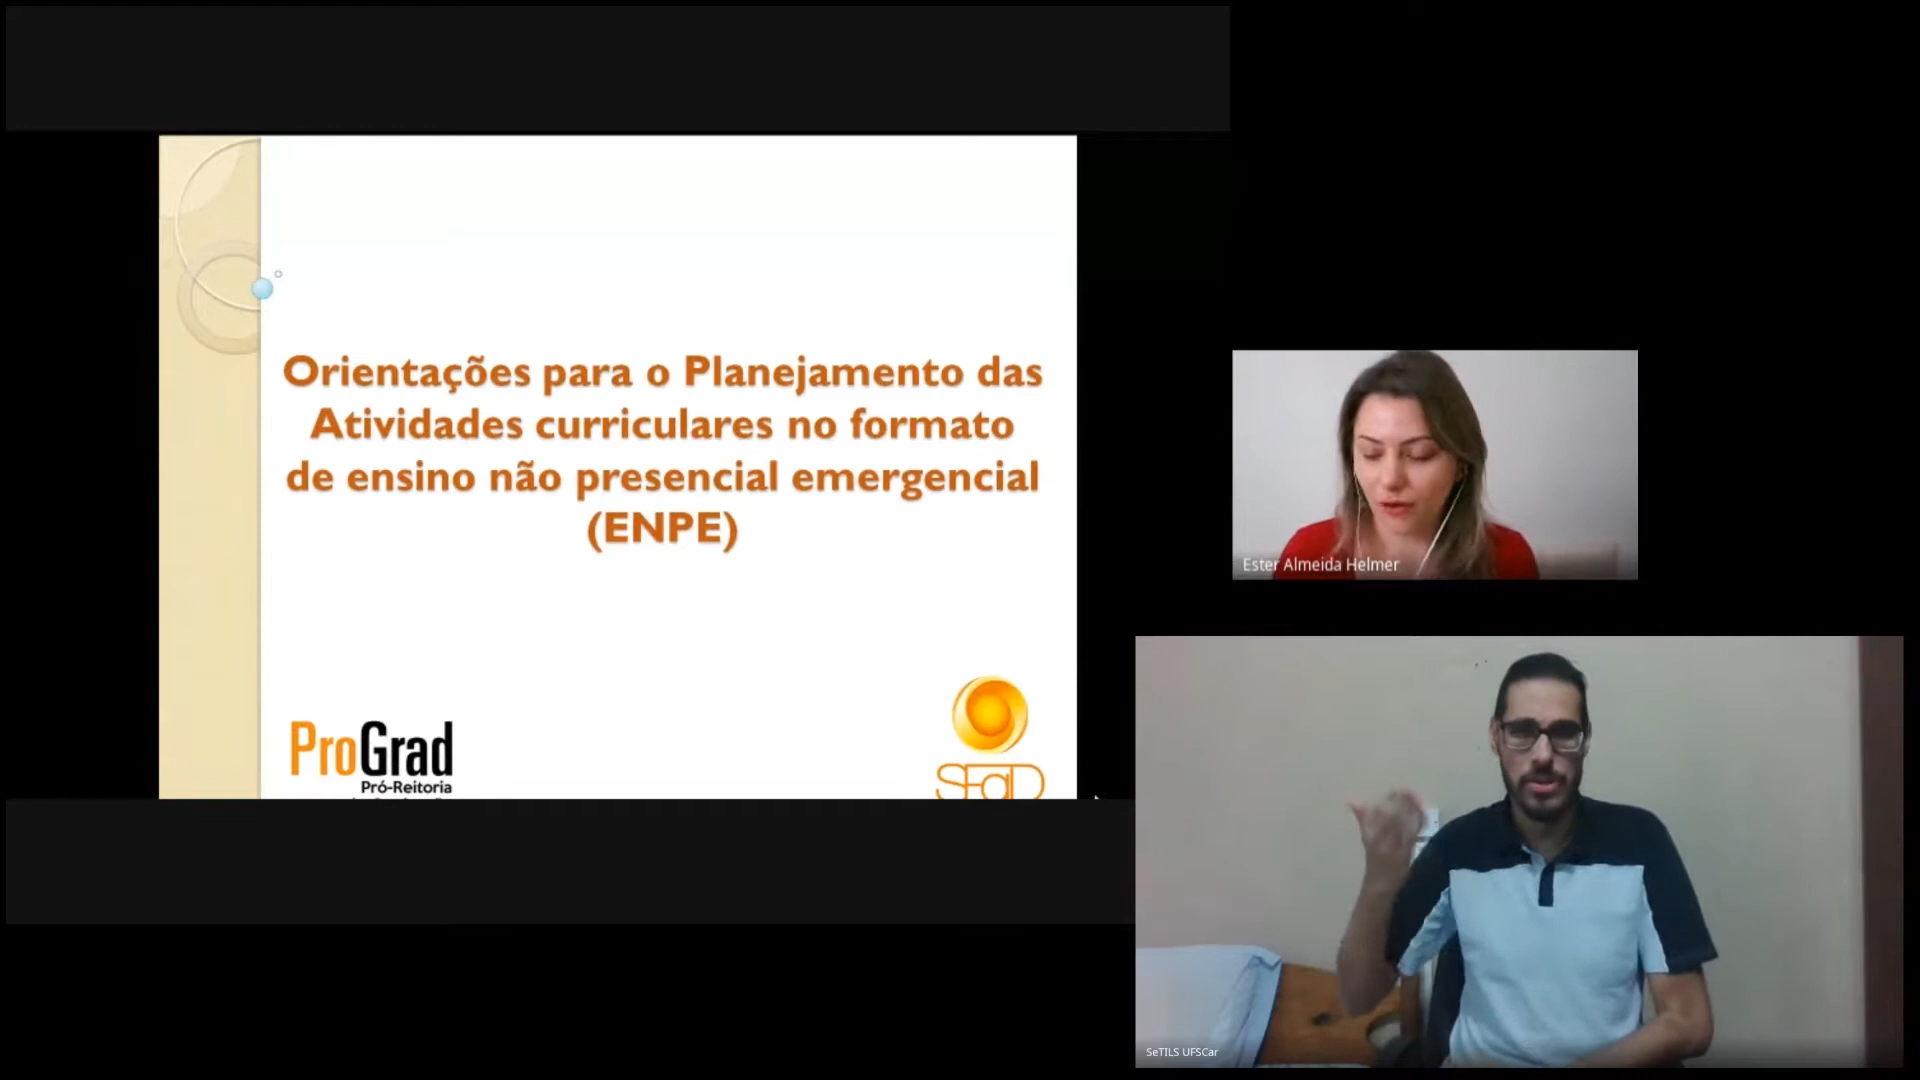 Orientações para o Planejamento das
Atividades curriculares no formato
de ensino não presencial emergencial
(ENPE)
ProGrad
Pró-Reitoria
SEaD
Ester Almeida Helmer
SeTILS UFSCar